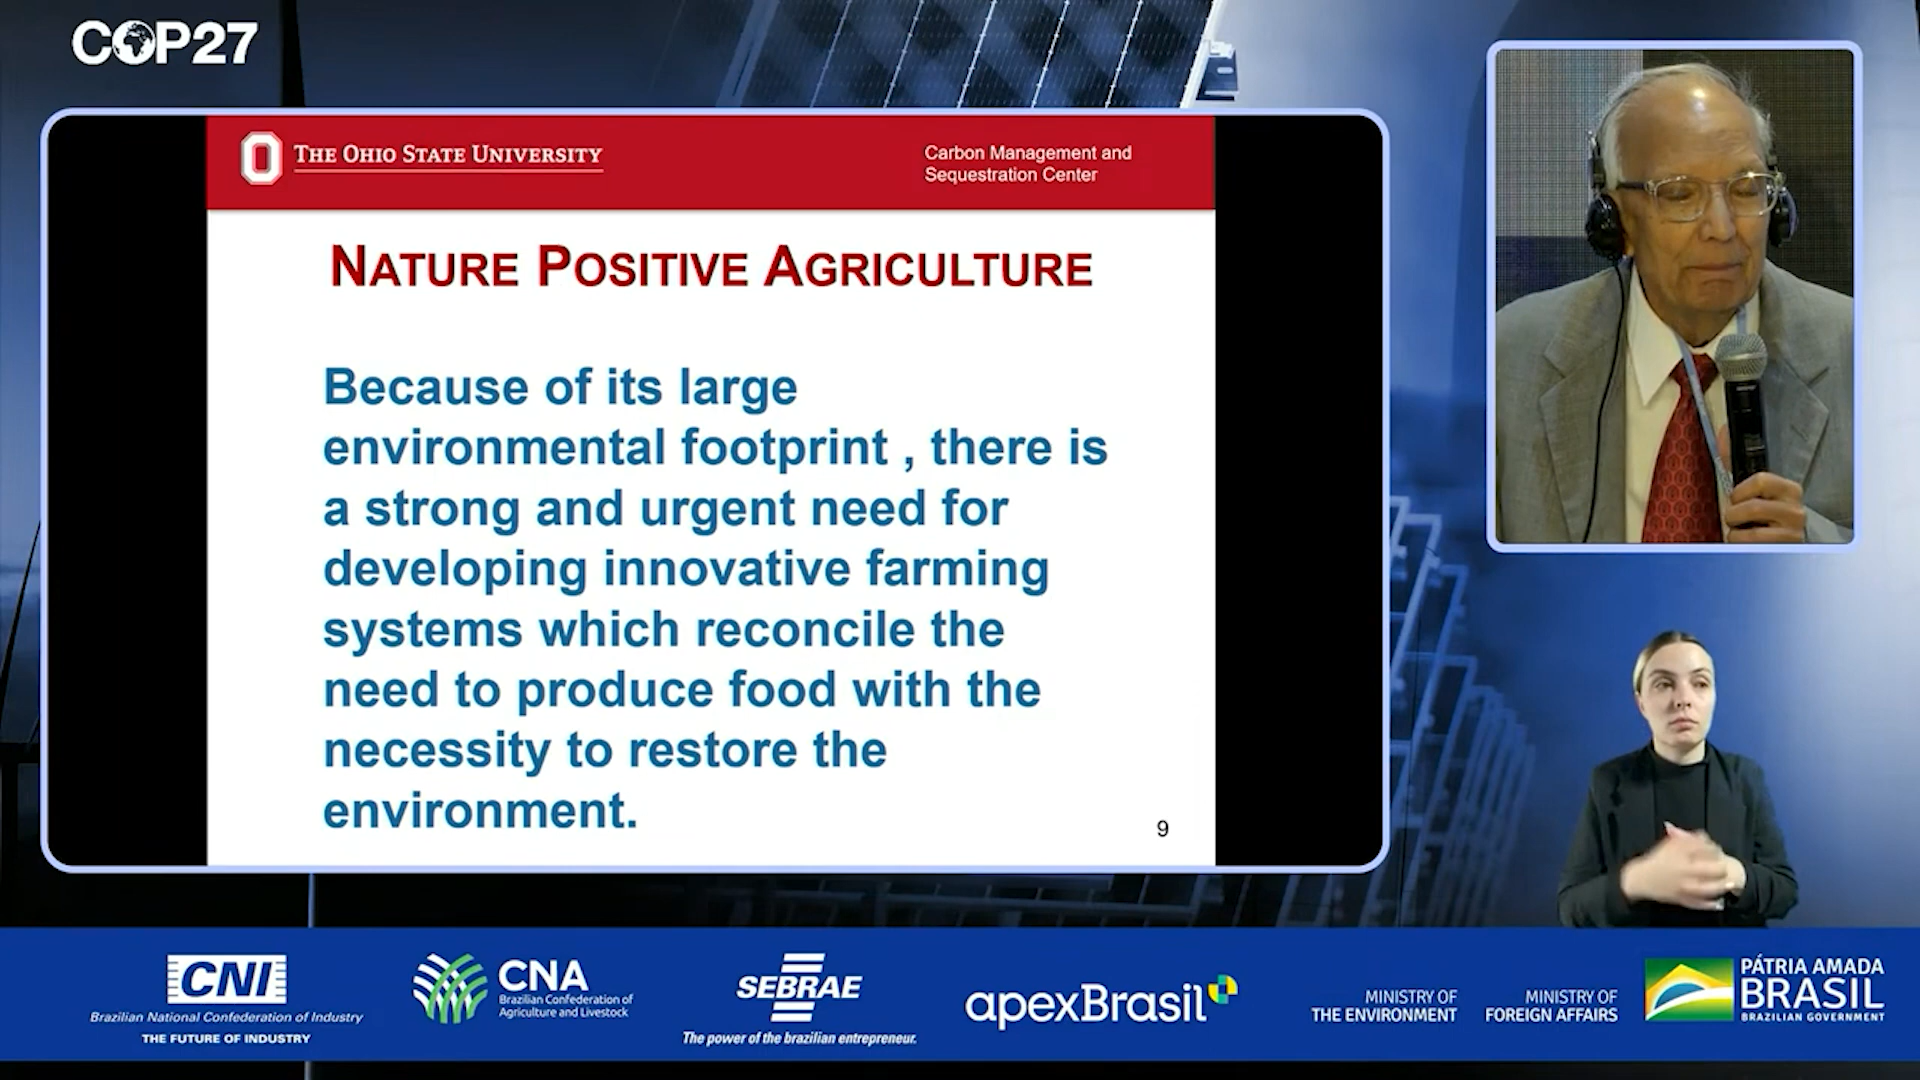 COP27
THE OHIO STATE UNIVERSITY
Carbon Management and
Sequestration Center
NATURE POSITIVE AGRICULTURE
Because of its large
environmental footprint , there is
a strong and urgent need for
developing innovative farming
systems which reconcile the
need to produce food with the
necessity to restore the
environment.
9
CNI
Brazilian National Confederation of Industry
THE FUTURE OF INDUSTRY
CNA
Brazilian Confederation of
Agriculture and Livestock
SEBRAE
The power of the brazilian entrepreneur.
apexBrasil
MINISTRY OF
THE ENVIRONMENT
MINISTRY OF
FOREIGN AFFAIRS
PÁTRIA AMADA
BRASIL
BRAZILIAN GOVERNMENT